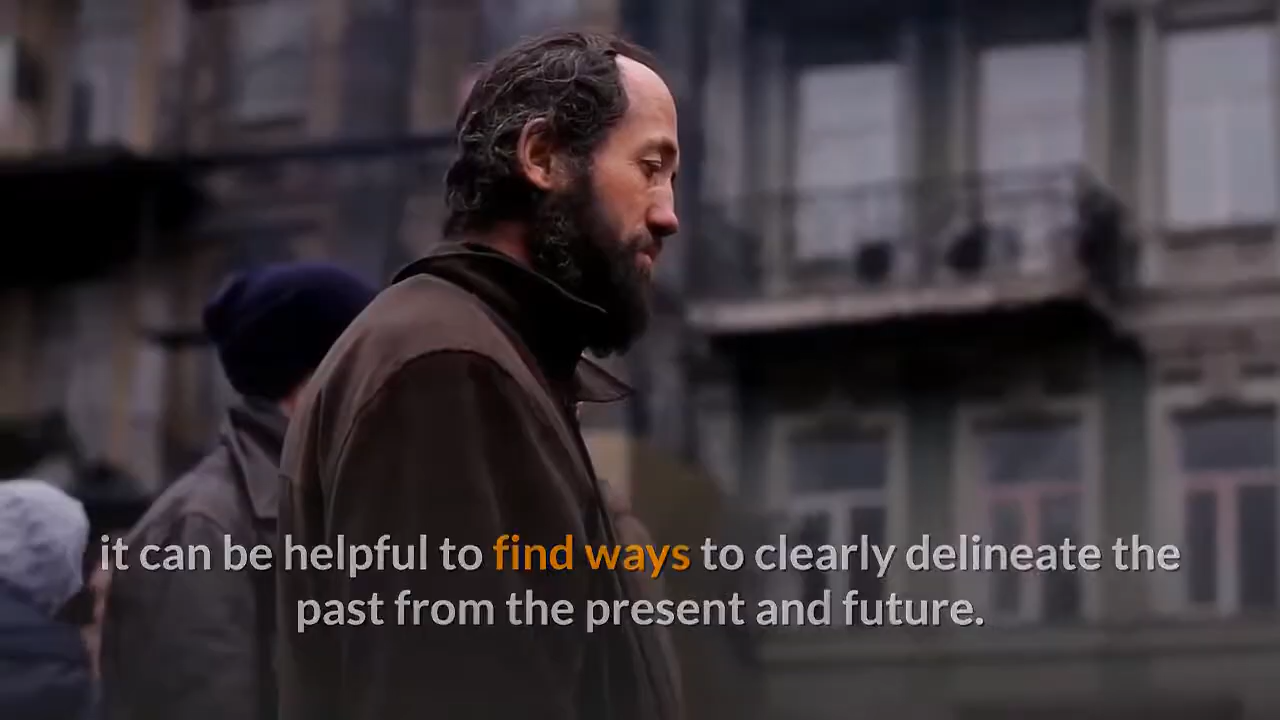 it can be helpful to find ways to clearly delineate the
past from the present and future.